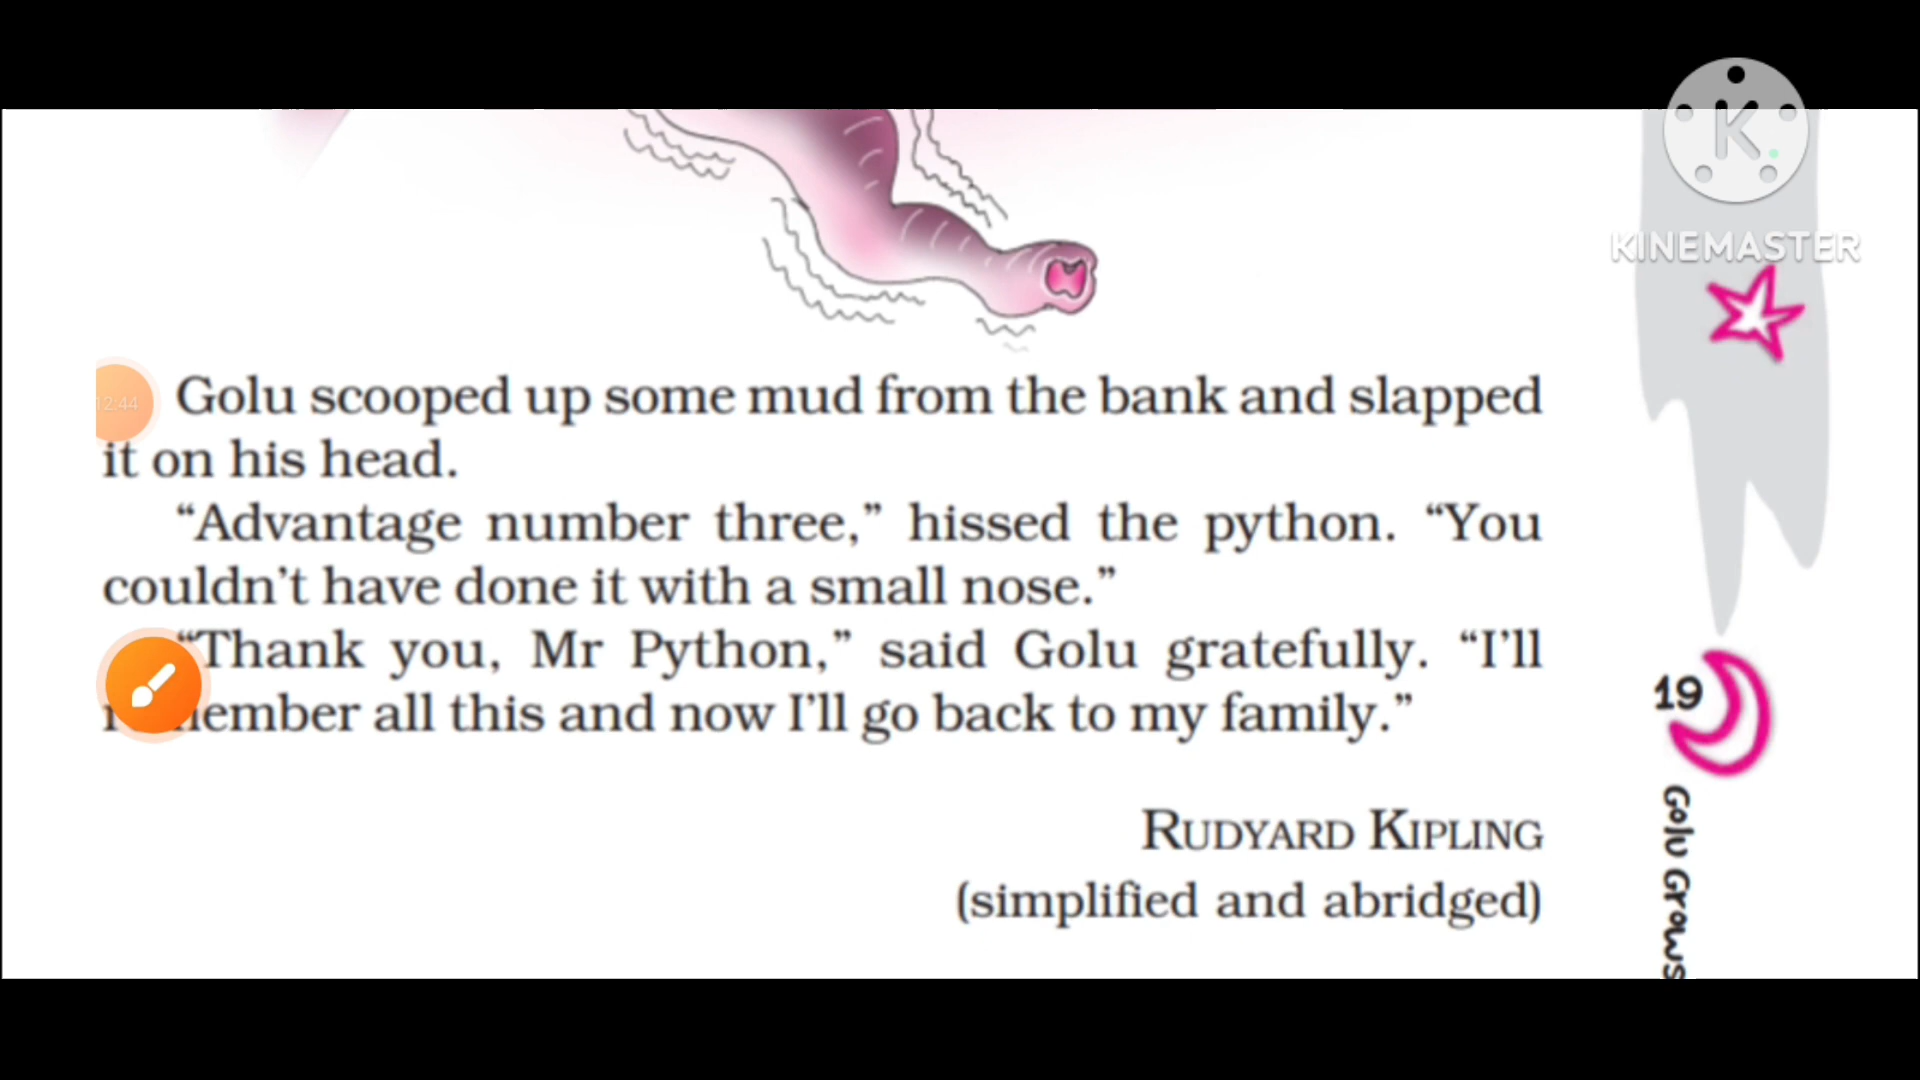 KINEMASTER
12:44
Golu scooped up some mud from the bank and slapped
it on his head.
“Advantage number three,” hissed the python. “You
couldn’t have done it with a small nose.”
“Thank you, Mr Python,” said Golu gratefully. “I’ll
all this and now I’ll go back to my family.”
RUDYARD KIPLING
(simplified and abridged)
19
Golu Grows